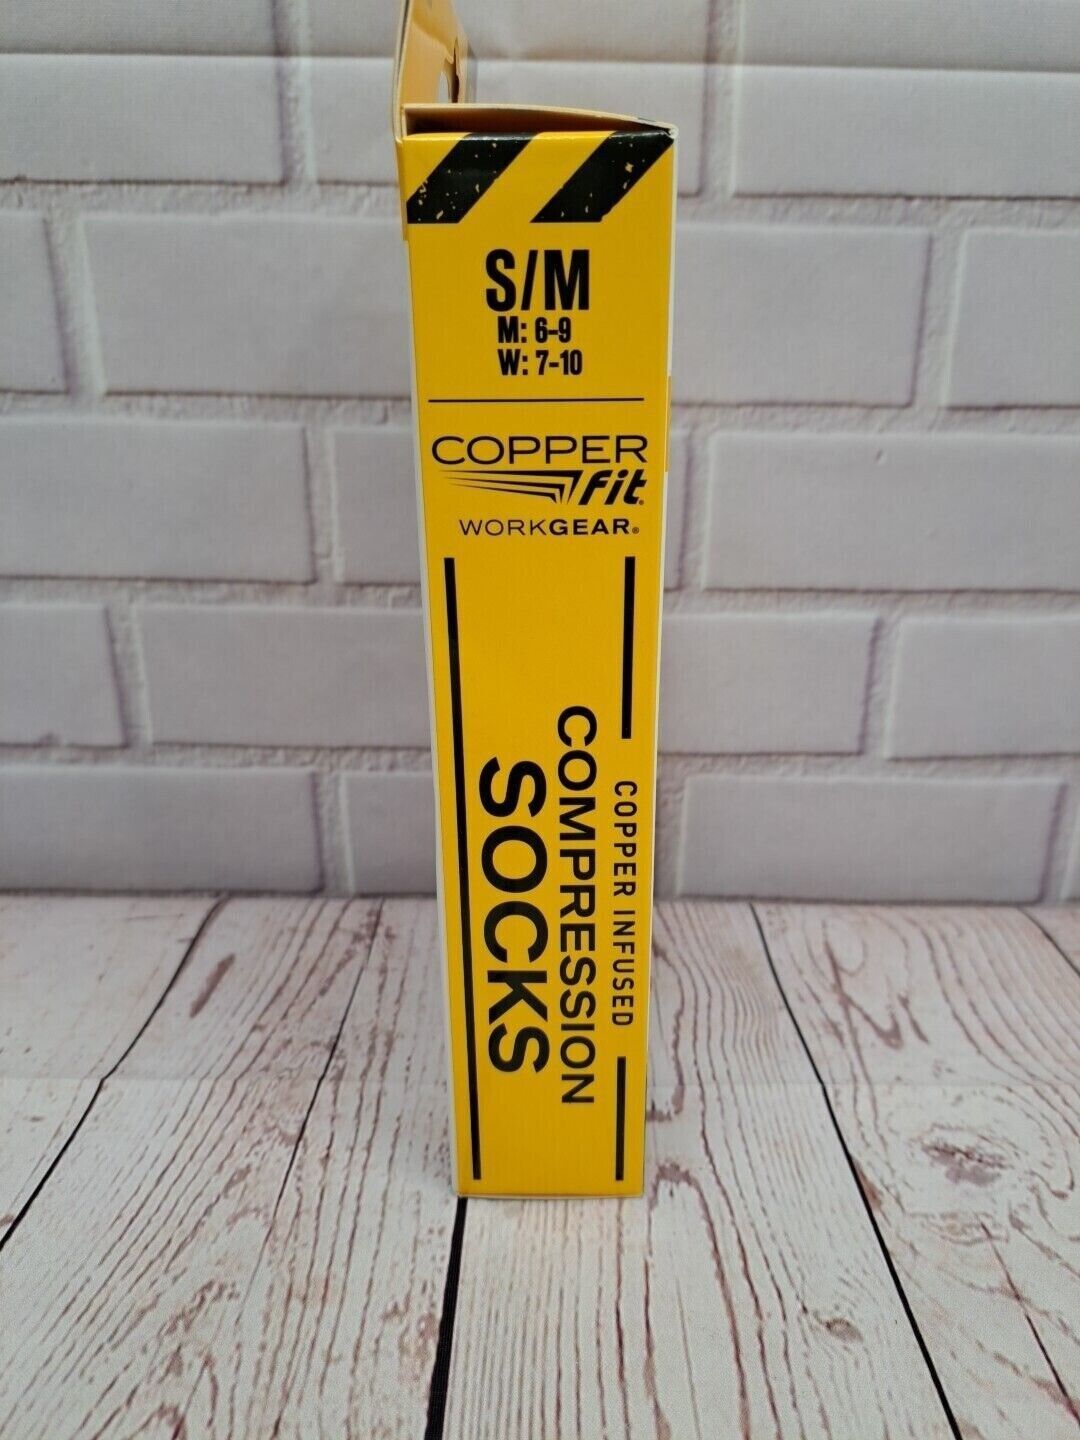 S/M
M: 6-9
W: 7-10
COPPER
fit®
WORKGEAR®
COPPER INFUSED
COMPRESSION
SOCKS